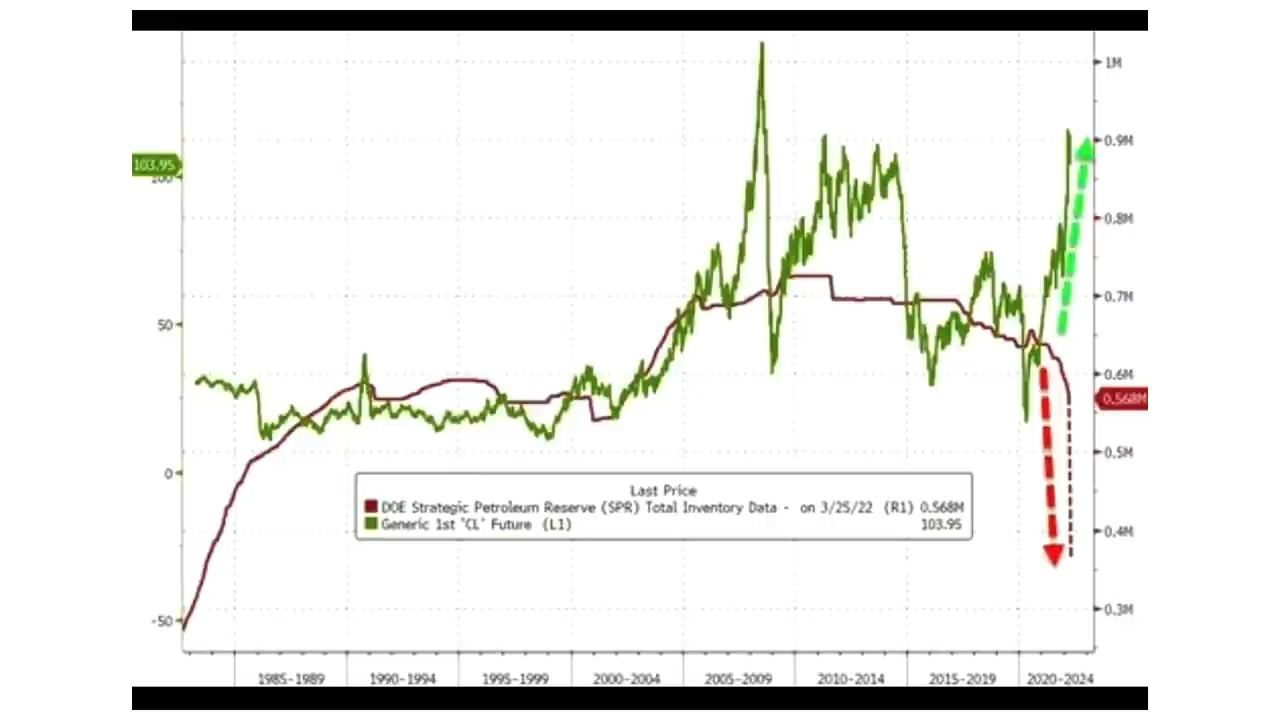 1M
103.95
100
0.9M
0.8M
0.7M
50
0.6M
0.568M
0.5M
0
Last Price
DOE Strategic Petroleum Reserve (SPR) Total Inventory Data - on 3/25/22 (R1) 0.568M
Generic 1st 'CL' Future (L1) 103.95
0.4M
0.3M
-50
1985-1989 1990-1994 1995-1999 2000-2004 2005-2009 2010-2014 2015-2019 2020-2024